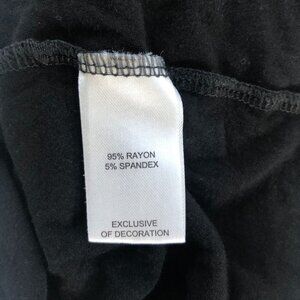 95% RAYON
5% SPANDEX
EXCLUSIVE
OF DECORATION